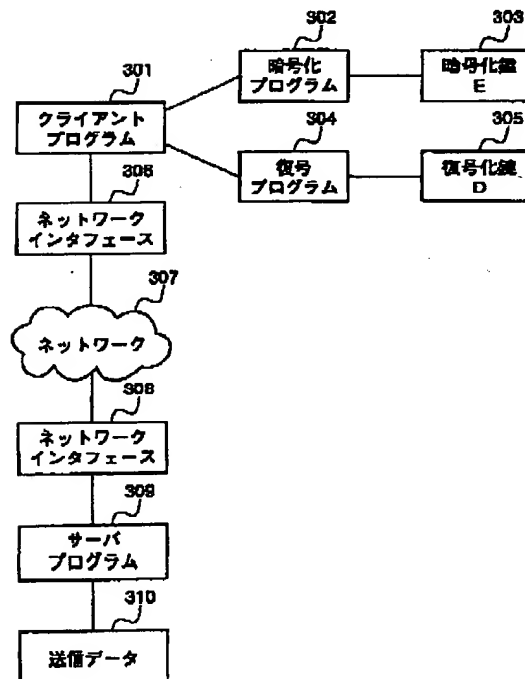 302
暗号化
プログラム
303
暗号化鍵
E
301
クライアント
プログラム
304
復号
プログラム
305
復号化鍵
D
306
ネットワーク
インタフェース
307
ネットワーク
308
ネットワーク
インタフェース
309
サーバ
プログラム
310
送信データ